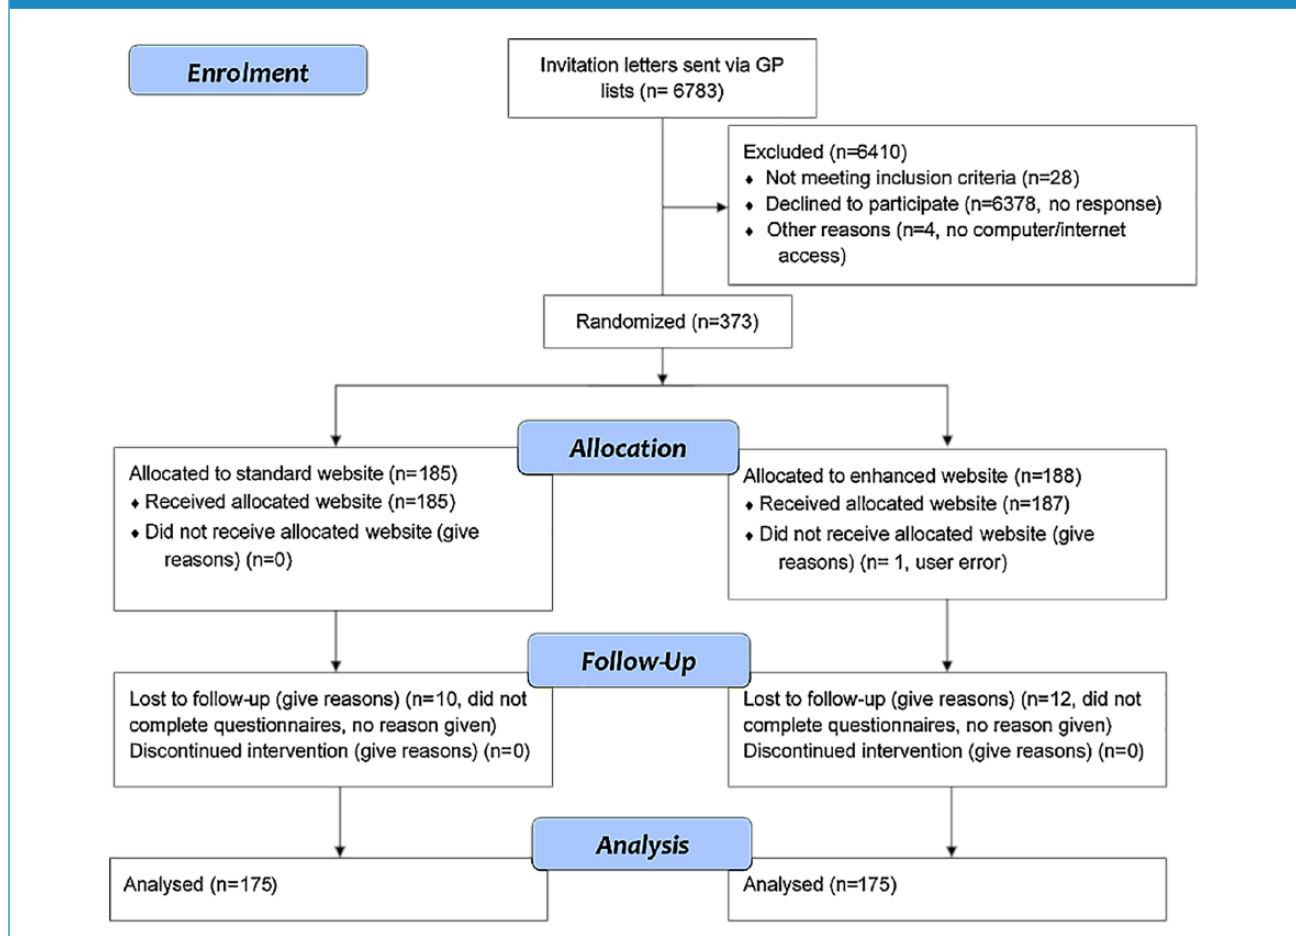 Enrolment
Invitation letters sent via GP
lists (n= 6783)
Excluded (n=6410)
♦ Not meeting inclusion criteria (n=28)
♦ Declined to participate (n=6378, no response)
♦ Other reasons (n=4, no computer/internet
access)
Randomized (n=373)
Allocation
Allocated to standard website (n=185)
♦ Received allocated website (n=185)
♦ Did not receive allocated website (give
reasons) (n=0)
Allocated to enhanced website (n=188)
♦ Received allocated website (n=187)
♦ Did not receive allocated website (give
reasons) (n= 1, user error)
Follow-Up
Lost to follow-up (give reasons) (n=10, did not
complete questionnaires, no reason given)
Discontinued intervention (give reasons) (n=0)
Lost to follow-up (give reasons) (n=12, did not
complete questionnaires, no reason given)
Discontinued intervention (give reasons) (n=0)
Analysis
Analysed (n=175)
Analysed (n=175)